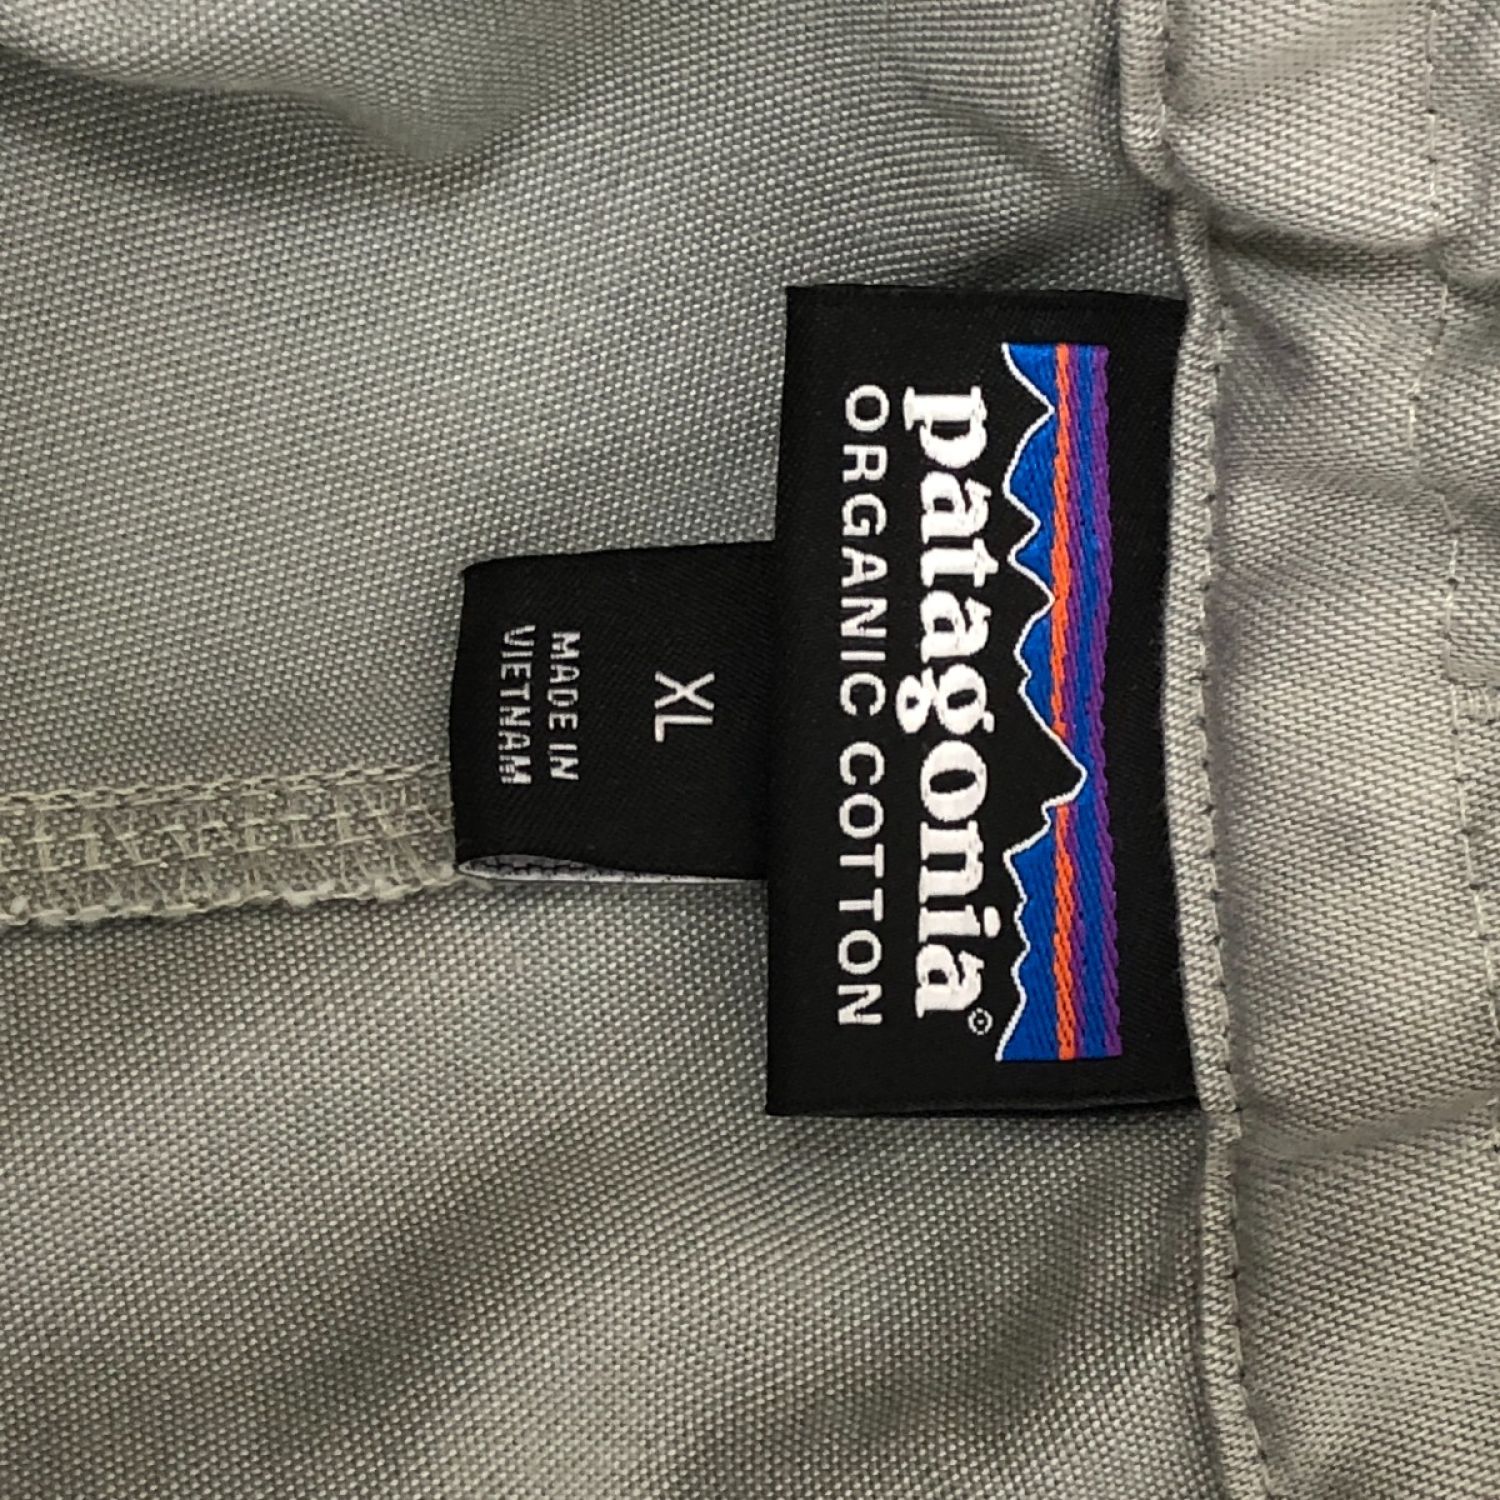 patagonia®
ORGANIC COTTON
XL
MADE IN
VIETNAM